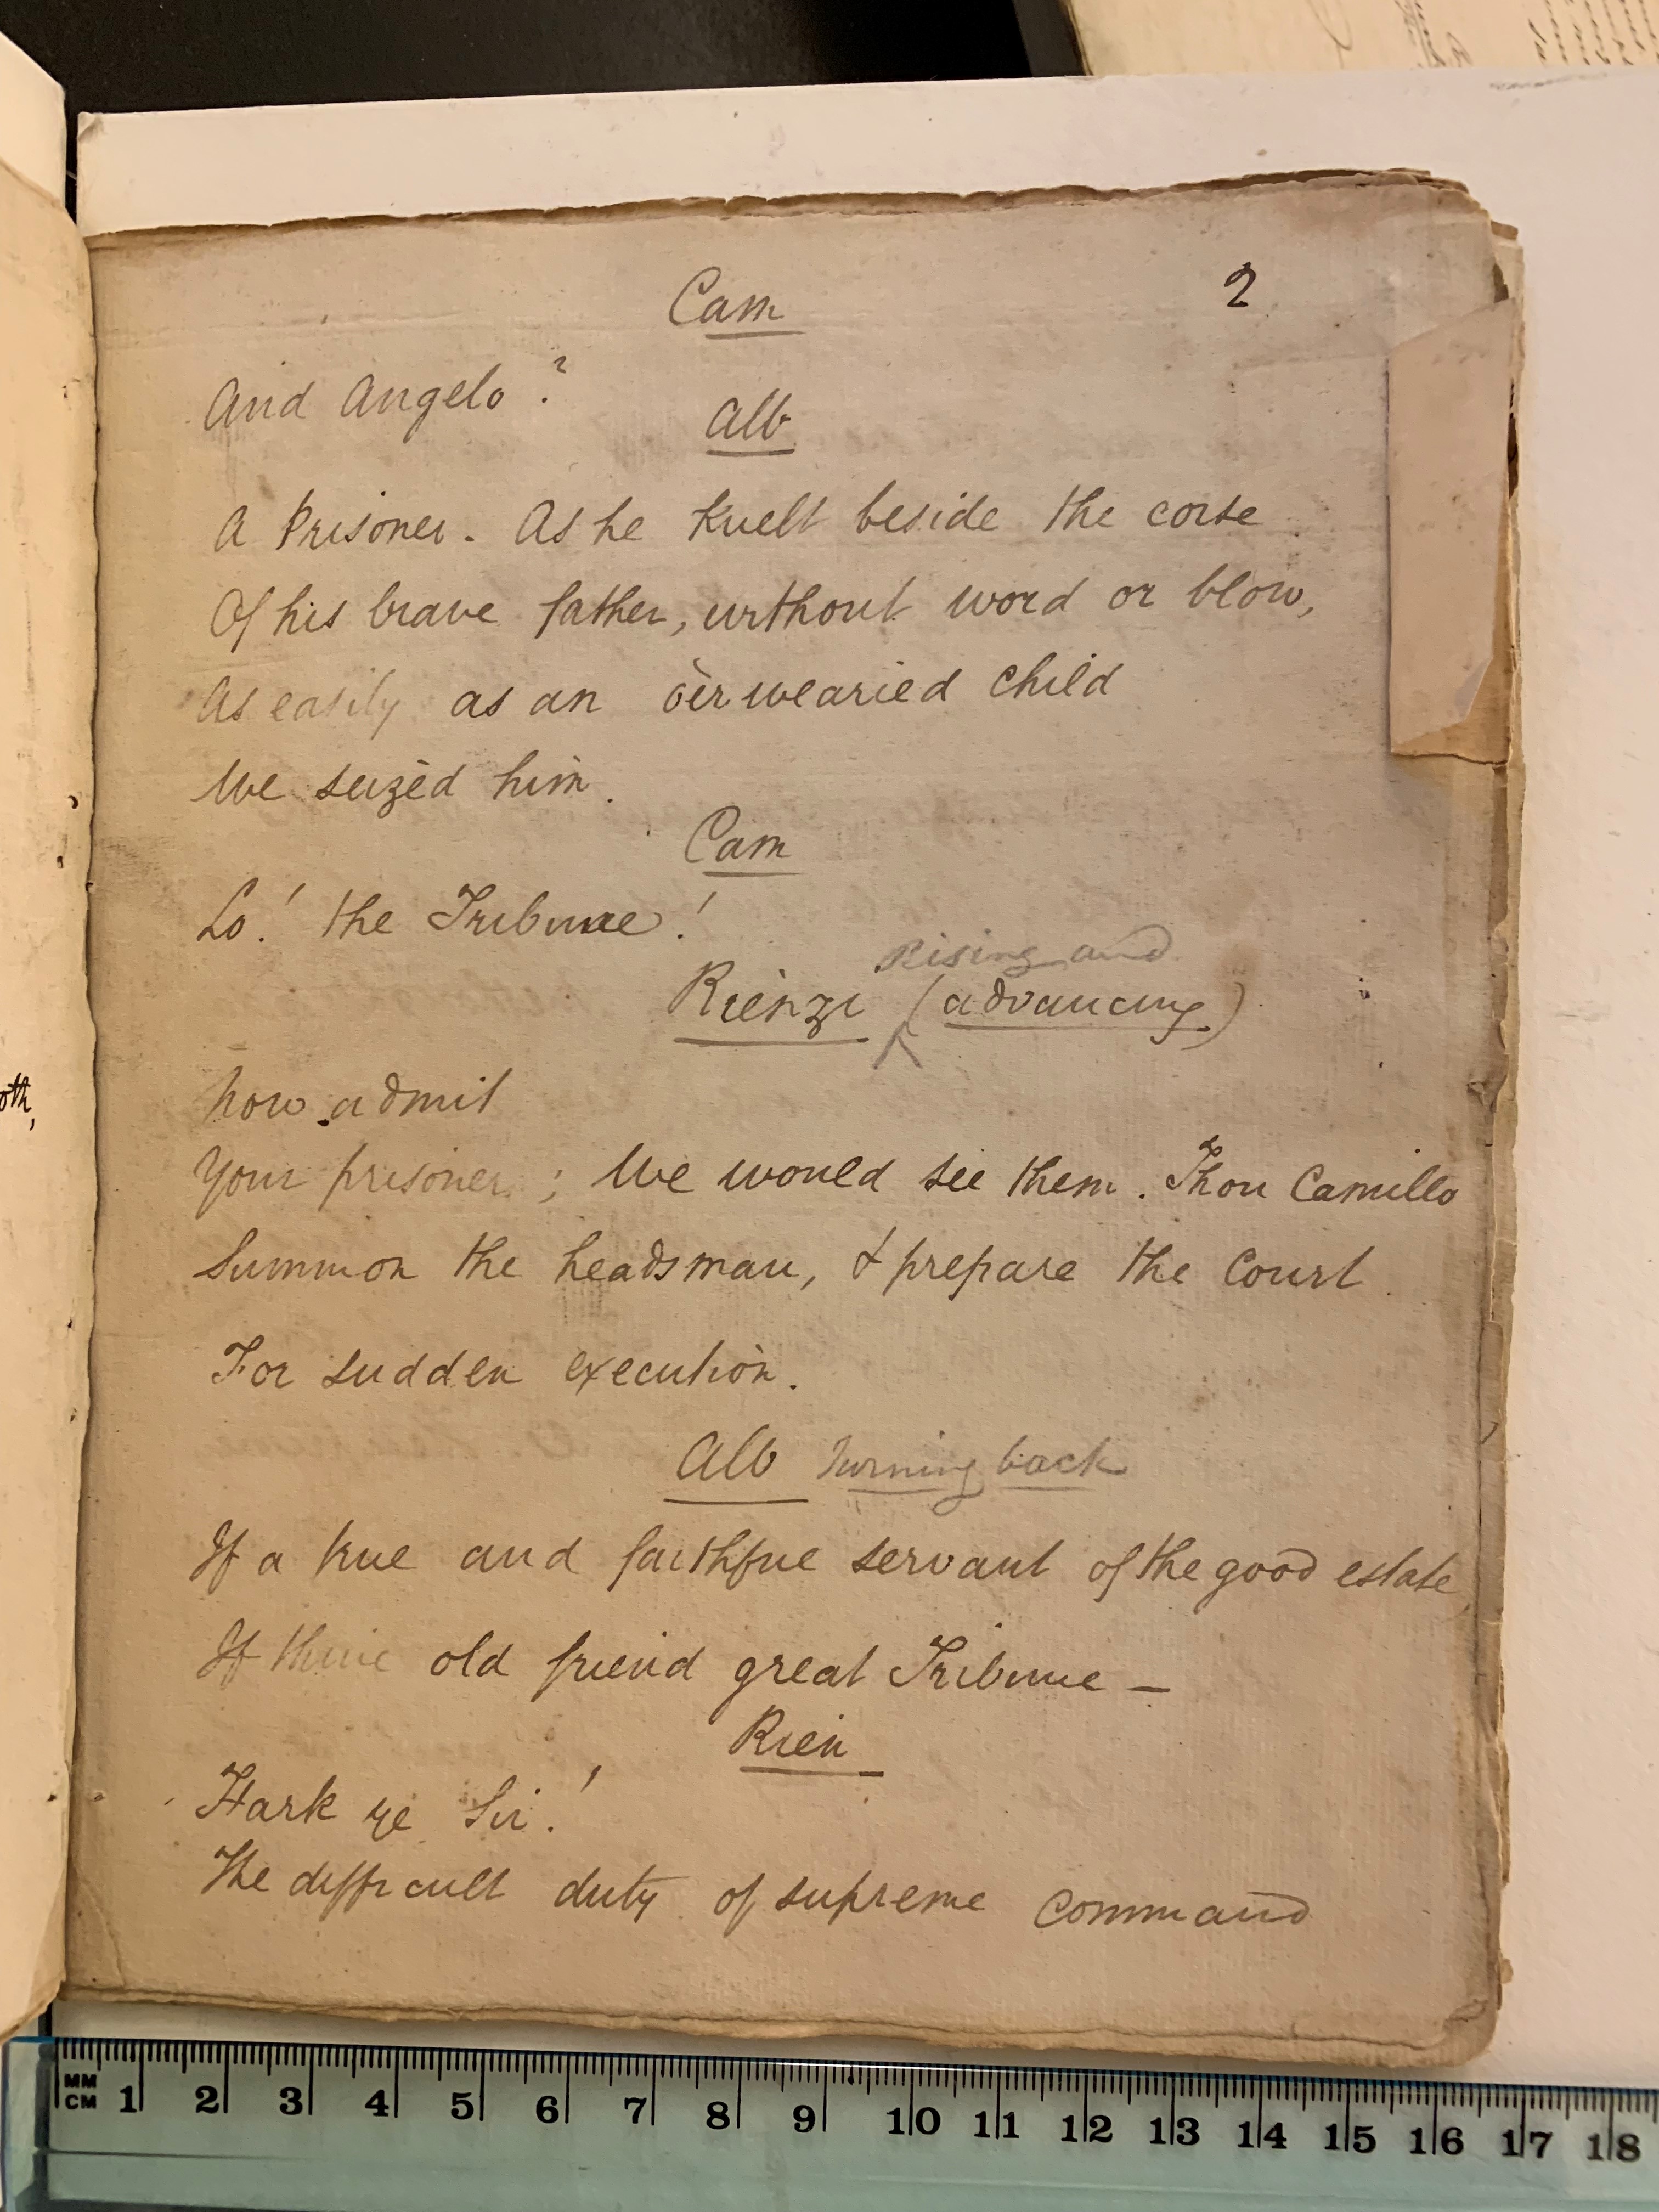 Cam
2
And Angelo?
Alb
A Prisoner. As he knelt beside the corse
Of his brave father, without word or blow,
As easily as an o'erwearied child
We seized him.
Cam
Lo! the Tribune!
Rising and
Rienzi (advancing)
Now admit
Your prisoner; We would see them. Thou Camillo
Summon the headsman, & prepare the Court
For sudden execution.
Alb turning back
If a true and faithful servant of the good estate,
If thine old friend great Tribune —
Rien
Hark ye Sir!
The difficult duty of supreme command
oth,
MM
CM 1 2 3 4 5 6 7 8 9 10 11 12 13 14 15 16 17 18